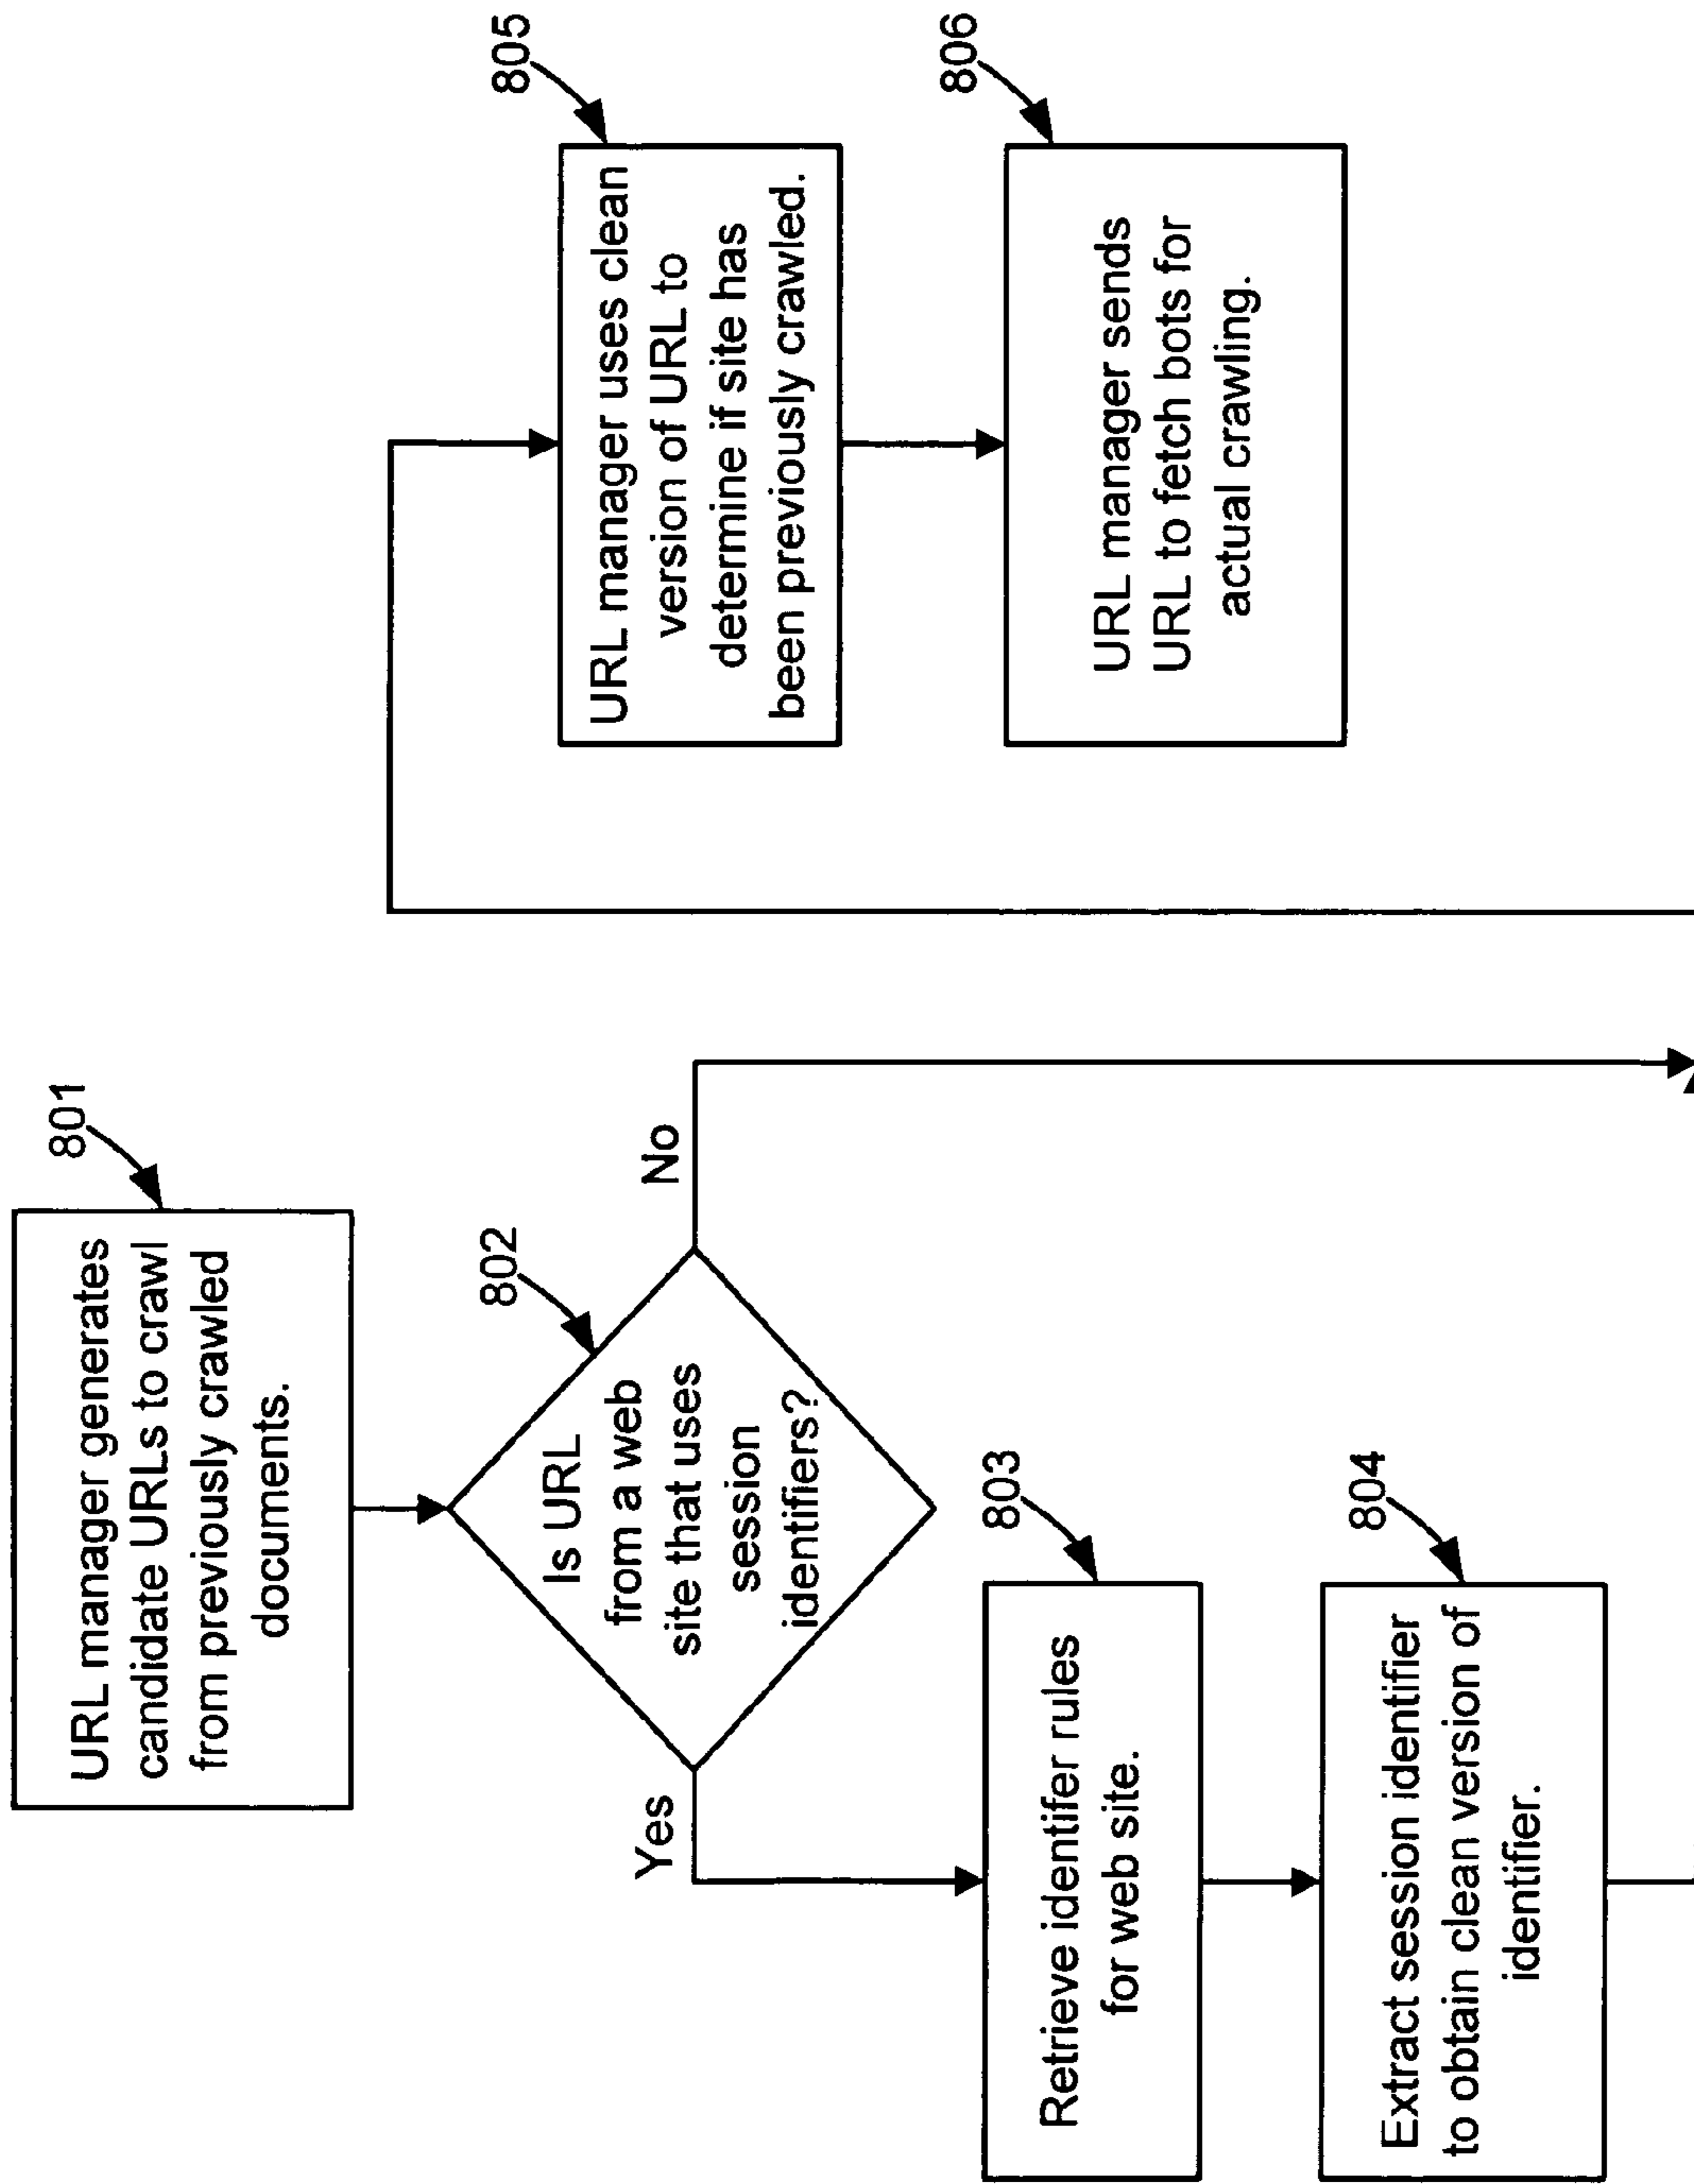 801
URL manager generates
candidate URLs to crawl
from previously crawled
documents.
802
Is URL
from a web
site that uses
session
identifiers?
Yes
No
803
Retrieve identifer rules
for web site.
804
Extract session identifier
to obtain clean version of
identifier.
805
URL manager uses clean
version of URL to
determine if site has
been previously crawled.
806
URL manager sends
URL to fetch bots for
actual crawling.